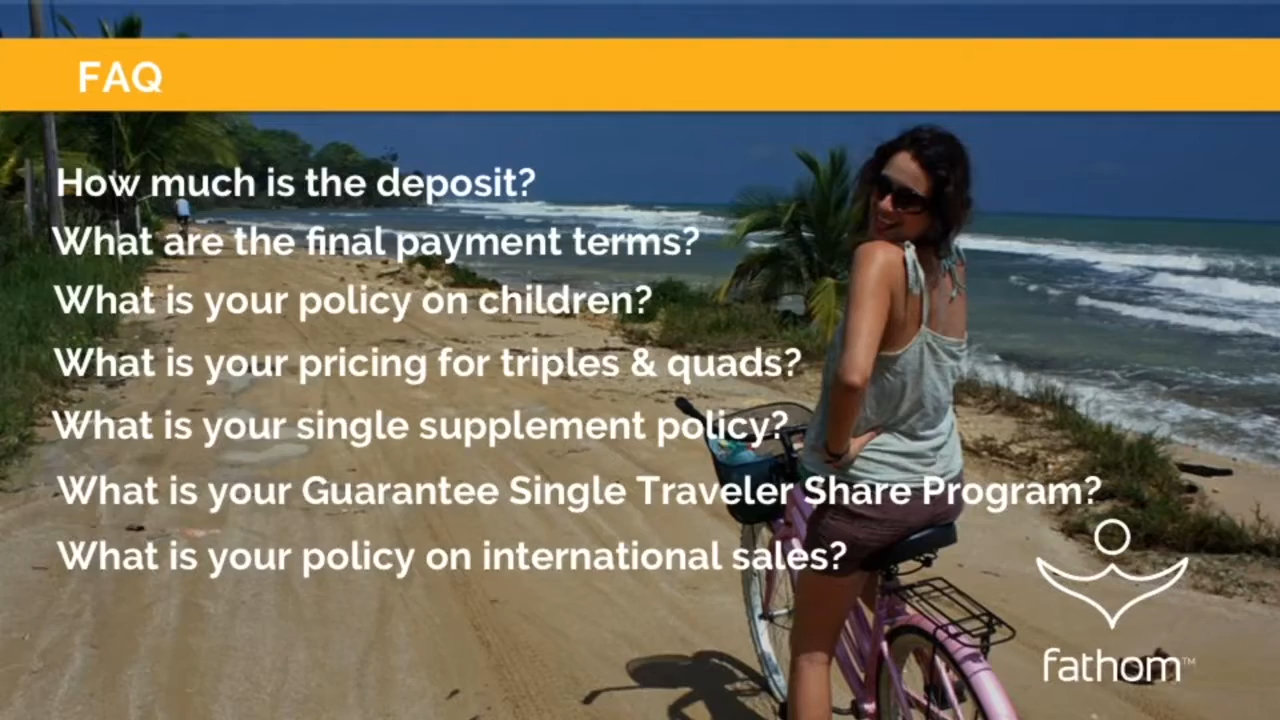 FAQ
How much is the deposit?
What are the final payment terms?
What is your policy on children?
What is your pricing for triples & quads?
What is your single supplement policy?
What is your Guarantee Single Traveler Share Program?
What is your policy on international sales?
fathom™